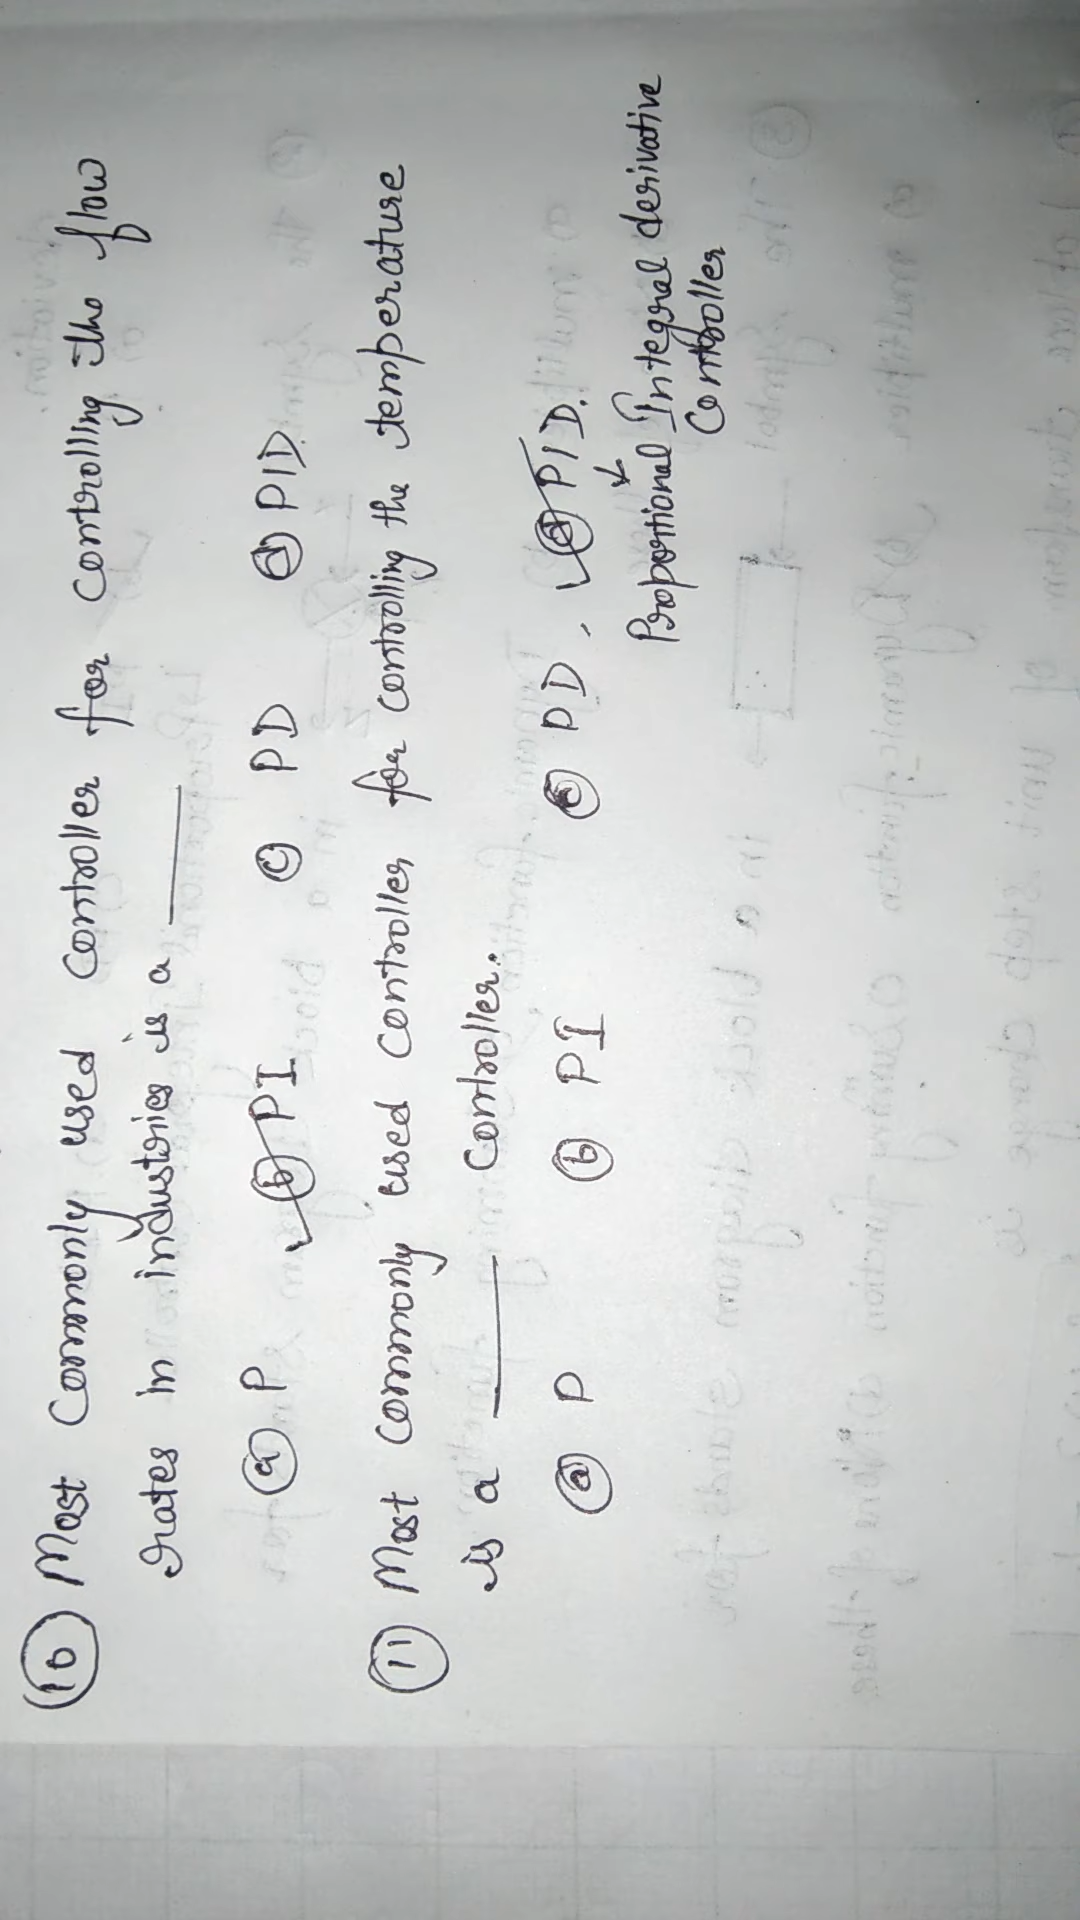 10 Most Commonly used Controller for controlling the flow
rates in industries is a ______
a P b PI c PD d PID
11 Most commonly used controller for controlling the temperature
is a ______ Controller.
a P b PI c PD. d PID.
Proportional Integral derivative
Controller